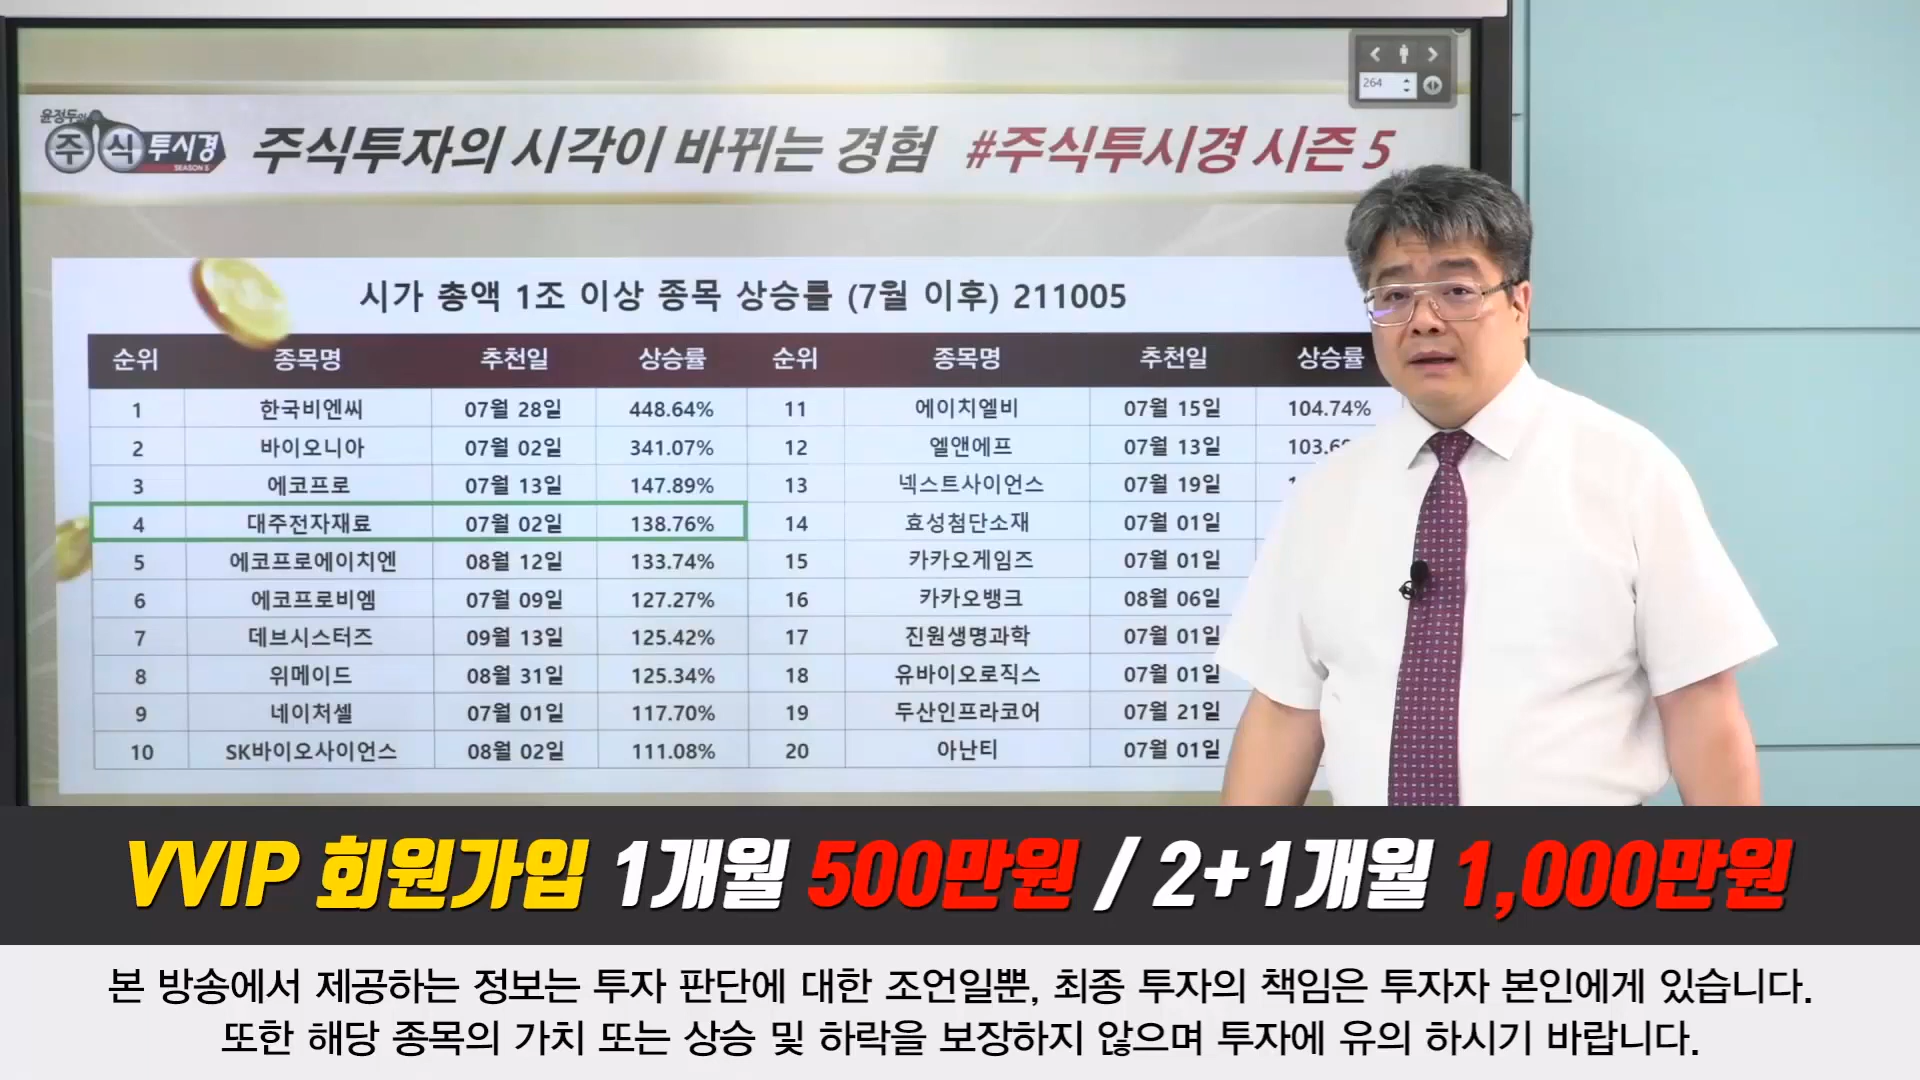 264
윤정두의
주식투시경
SEASON 5
주식투자의 시각이 바뀌는 경험 #주식투시경 시즌 5
시가 총액 1조 이상 종목 상승률 (7월 이후) 211005
순위 종목명 추천일 상승률 순위 종목명 추천일 상승률
1 한국비엔씨 07월 28일 448.64% 11 에이치엘비 07월 15일 104.74%
2 바이오니아 07월 02일 341.07% 12 엘앤에프 07월 13일
3 에코프로 07월 13일 147.89% 13 넥스트사이언스 07월 19일
4 대주전자재료 07월 02일 138.76% 14 효성첨단소재 07월 01일
5 에코프로에이치엔 08월 12일 133.74% 15 카카오게임즈 07월 01일
6 에코프로비엠 07월 09일 127.27% 16 카카오뱅크 08월 06일
7 데브시스터즈 09월 13일 125.42% 17 진원생명과학 07월 01일
8 위메이드 08월 31일 125.34% 18 유바이오로직스 07월 01일
9 네이처셀 07월 01일 117.70% 19 두산인프라코어 07월 21일
10 SK바이오사이언스 08월 02일 111.08% 20 아난티 07월 01일
VVIP 회원가입 1개월 500만원 / 2+1개월 1,000만원
본 방송에서 제공하는 정보는 투자 판단에 대한 조언일뿐, 최종 투자의 책임은 투자자 본인에게 있습니다.
또한 해당 종목의 가치 또는 상승 및 하락을 보장하지 않으며 투자에 유의 하시기 바랍니다.